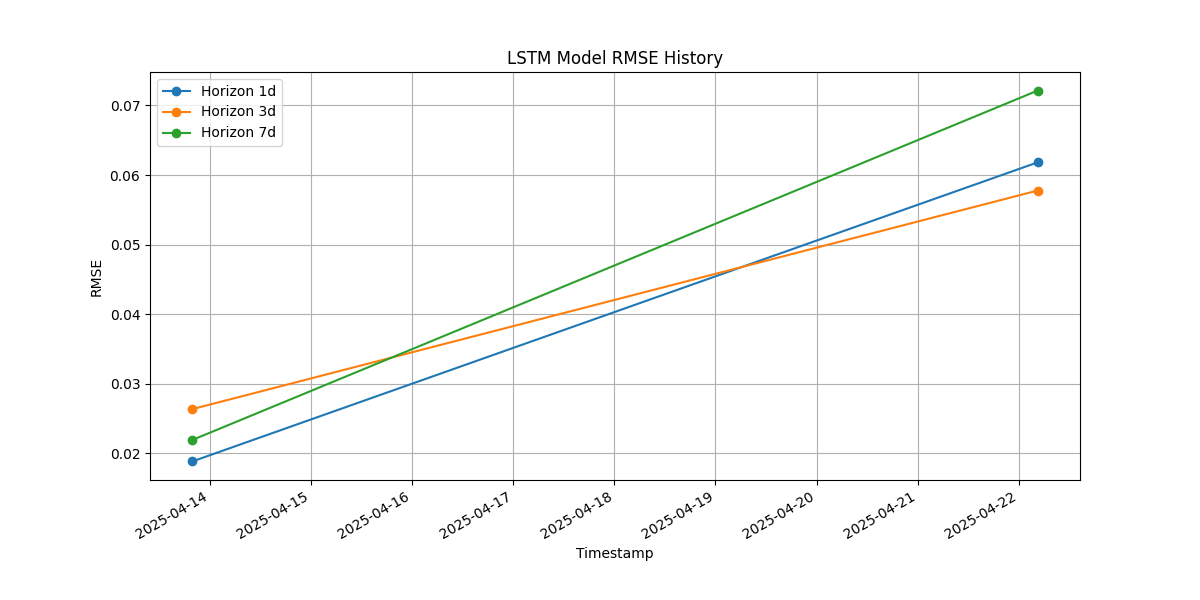 LSTM Model RMSE History
Horizon 1d
Horizon 3d
Horizon 7d
0.07
0.06
0.05
0.04
0.03
0.02
RMSE
2025-04-14
2025-04-15
2025-04-16
2025-04-17
2025-04-18
2025-04-19
2025-04-20
2025-04-21
2025-04-22
Timestamp